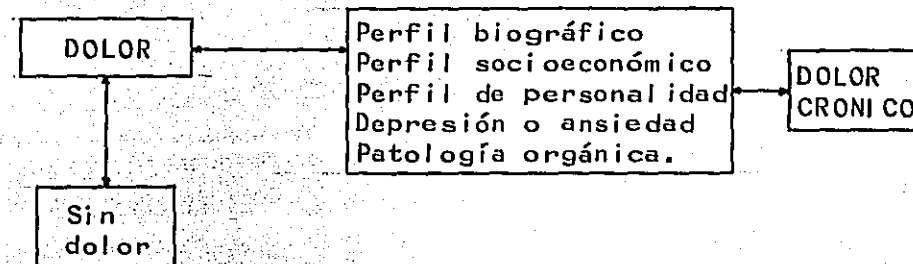 DOLOR
Perfil biográfico
Perfil socioeconómico
Perfil de personalidad
Depresión o ansiedad
Patología orgánica.
DOLOR
CRONICO
Sin
dolor